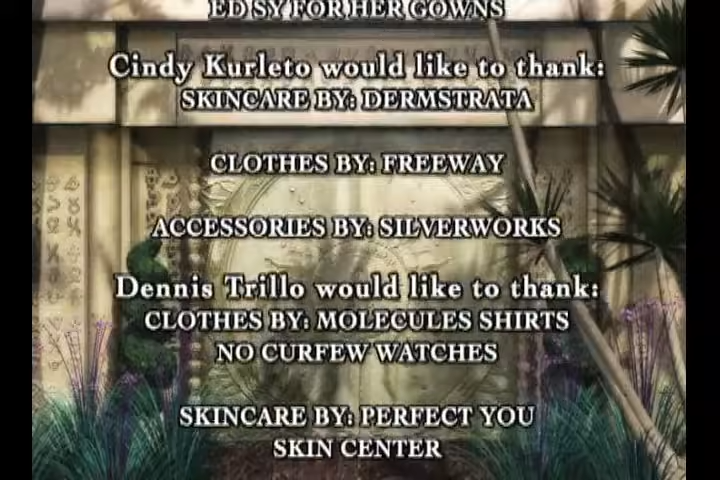 ED SY FOR HER GOWNS
Cindy Kurleto would like to thank:
SKINCARE BY: DERMSTRATA
CLOTHES BY: FREEWAY
ACCESSORIES BY: SILVERWORKS
Dennis Trillo would like to thank:
CLOTHES BY: MOLECULES SHIRTS
NO CURFEW WATCHES
SKINCARE BY: PERFECT YOU
SKIN CENTER